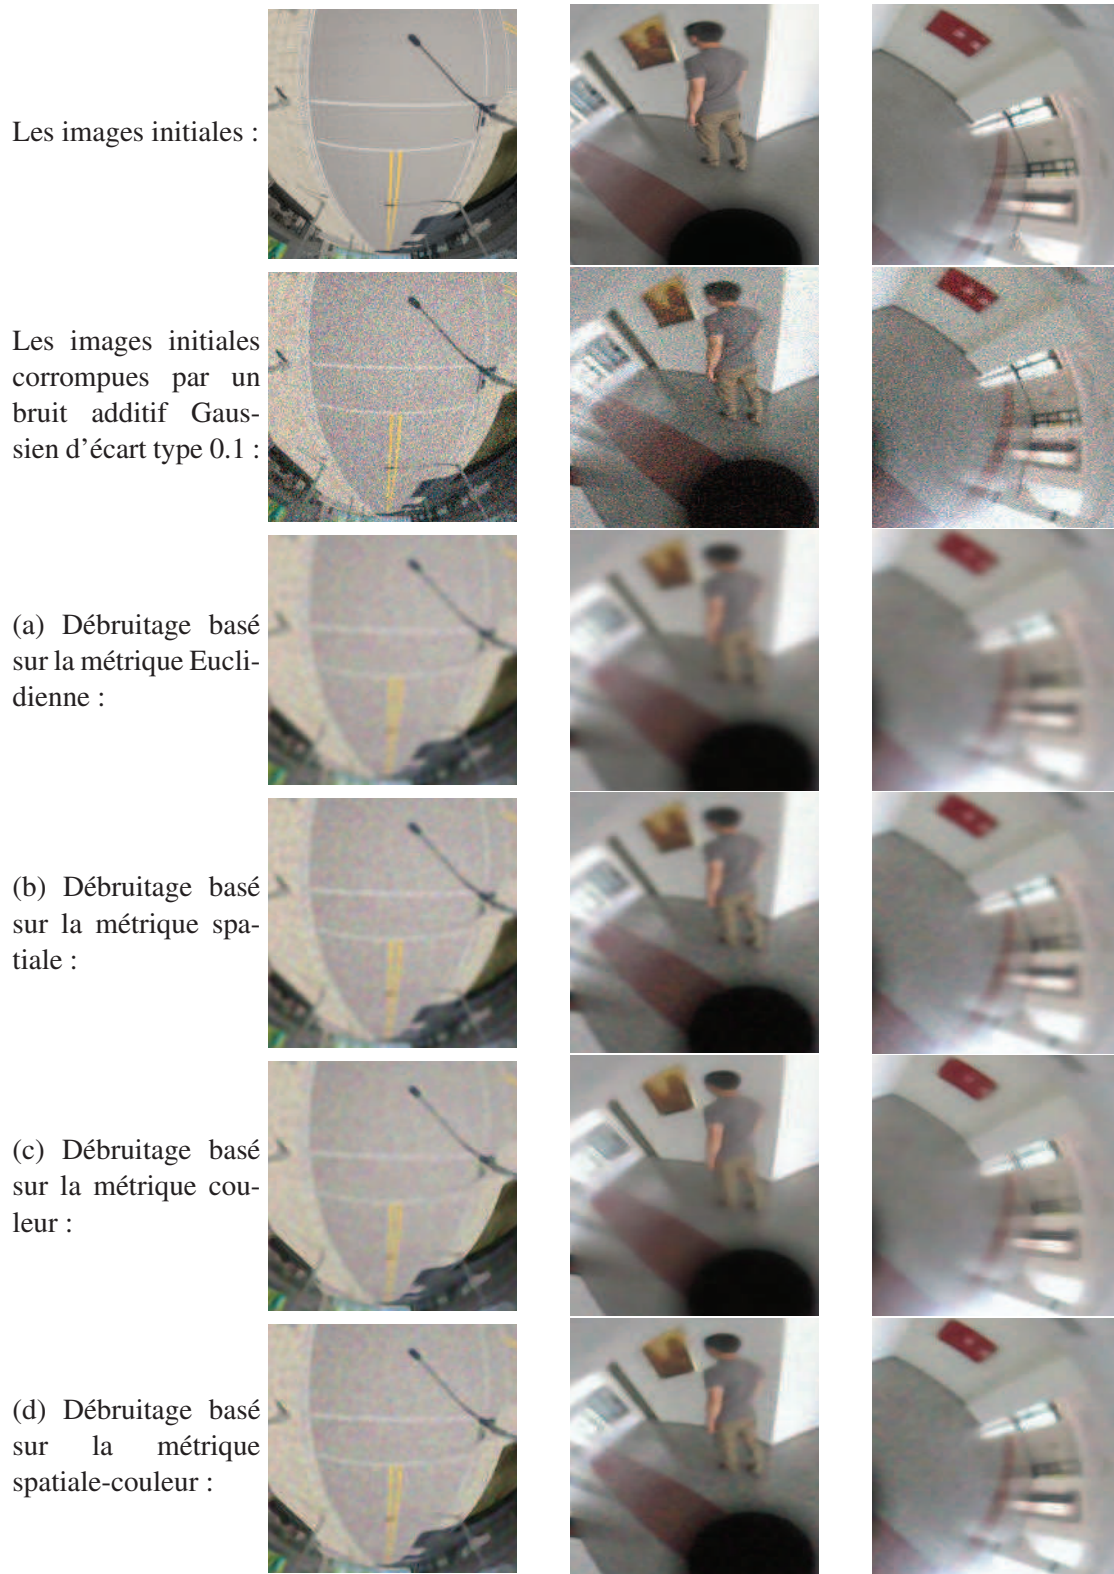 Les images initiales :
Les images initiales
corrompues par un
bruit additif Gaus-
sien d'écart type 0.1 :
(a) Débruitage basé
sur la métrique Eucli-
dienne :
(b) Débruitage basé
sur la métrique spa-
tiale :
(c) Débruitage basé
sur la métrique cou-
leur :
(d) Débruitage basé
sur la métrique
spatiale-couleur :